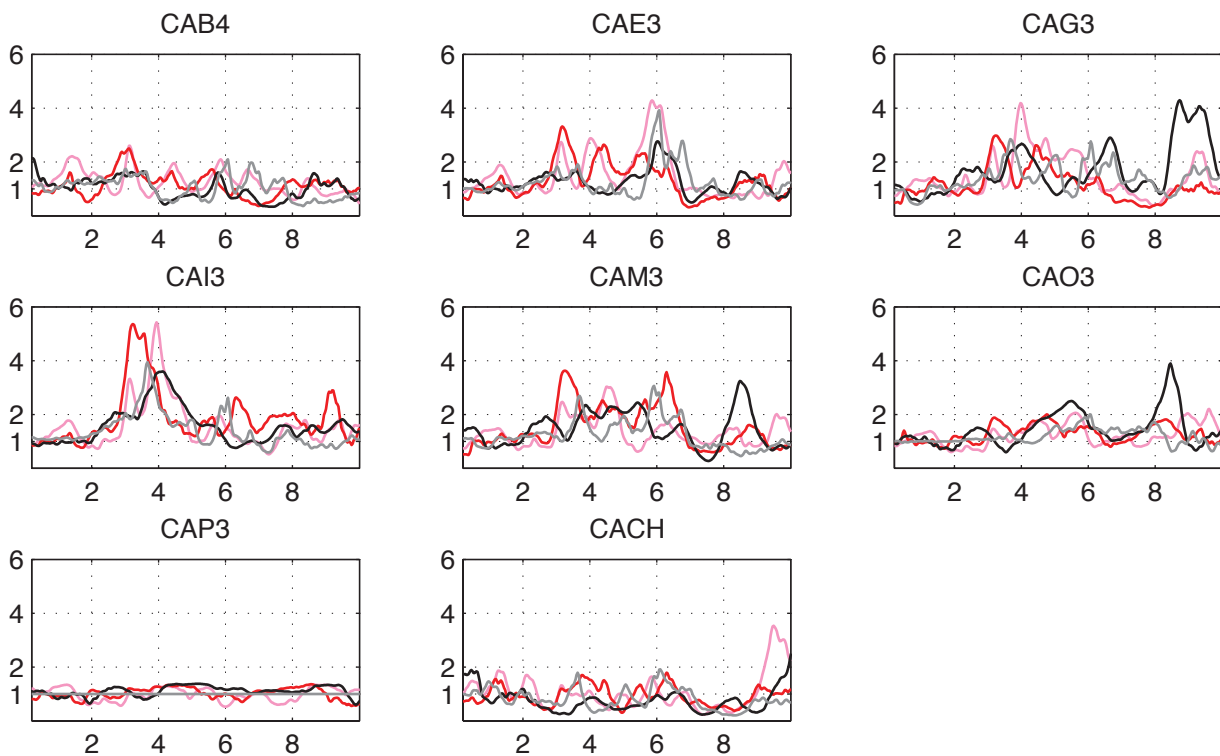 CAB4 CAE3 CAG3
6 6 6
4 4 4
2 2 2
1 1 1
2 4 6 8 2 4 6 8 2 4 6 8
CAI3 CAM3 CAO3
6 6 6
4 4 4
2 2 2
1 1 1
2 4 6 8 2 4 6 8 2 4 6 8
CAP3 CACH
6 6
4 4
2 2
1 1
2 4 6 8 2 4 6 8